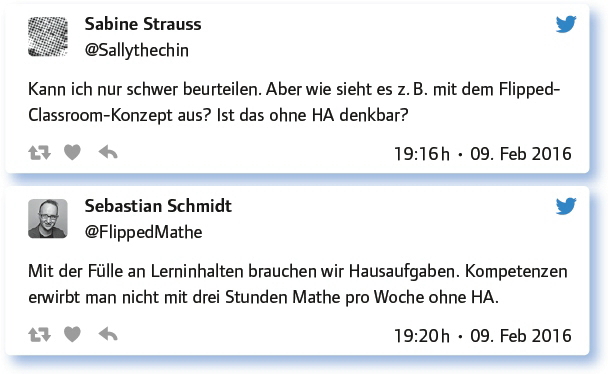 Sabine Strauss
@Sallythechin
Kann ich nur schwer beurteilen. Aber wie sieht es z. B. mit dem Flipped-
Classroom-Konzept aus? Ist das ohne HA denkbar?
19:16 h • 09. Feb 2016
Sebastian Schmidt
@FlippedMathe
Mit der Fülle an Lerninhalten brauchen wir Hausaufgaben. Kompetenzen
erwirbt man nicht mit drei Stunden Mathe pro Woche ohne HA.
19:20 h • 09. Feb 2016